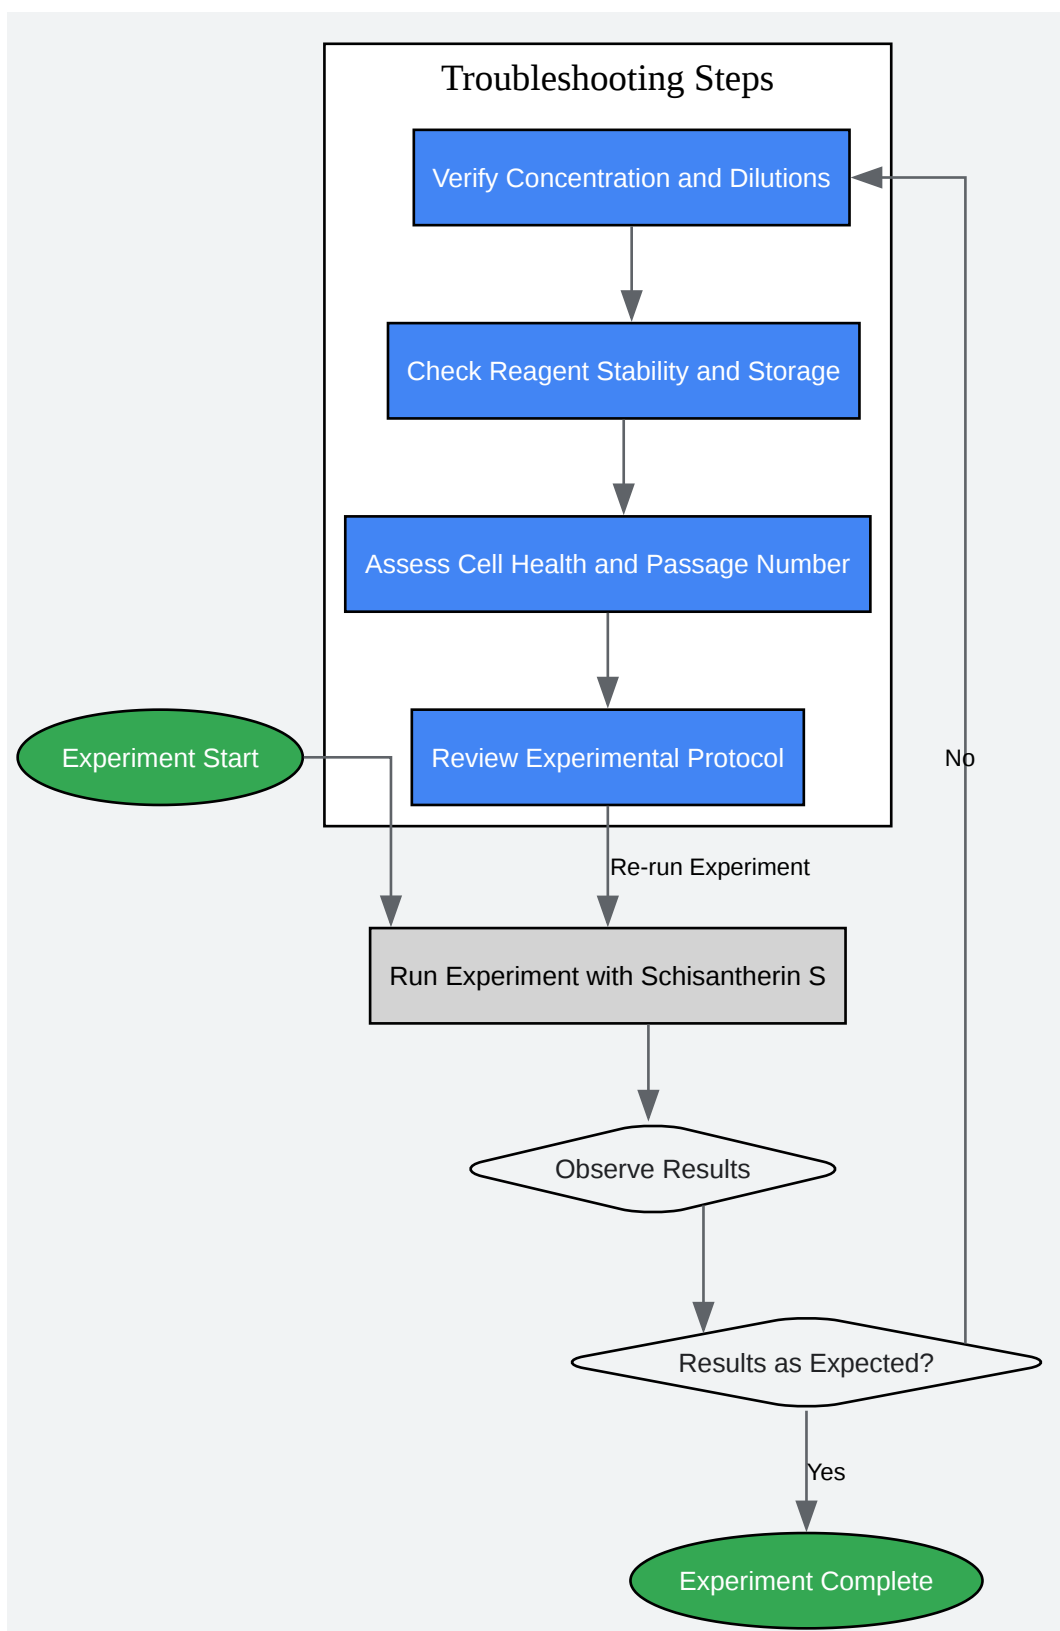 Troubleshooting Steps
Verify Concentration and Dilutions
Check Reagent Stability and Storage
Assess Cell Health and Passage Number
Experiment Start
Review Experimental Protocol
No
Re-run Experiment
Run Experiment with Schisantherin S
Observe Results
Results as Expected?
Yes
Experiment Complete